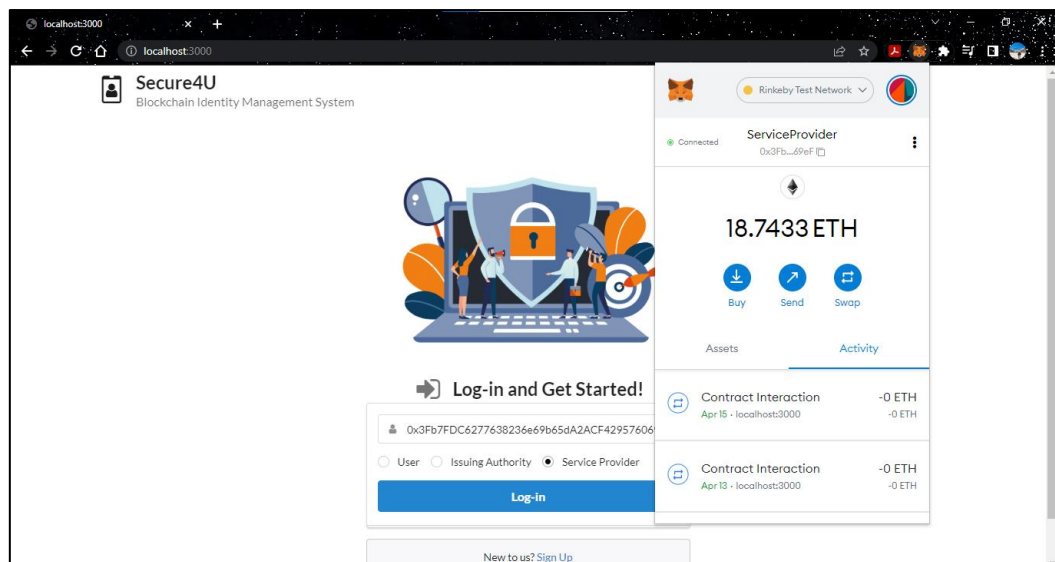 localhost:3000
localhost:3000
Secure4U
Blockchain Identity Management System
Log-in and Get Started!
0x3Fb7FDC6277638236e69b65dA2ACF42957606
User Issuing Authority Service Provider
Log-in
New to us? Sign Up
Rinkeby Test Network
Connected
ServiceProvider
0x3Fb...69eF
18.7433 ETH
Buy Send Swap
Assets Activity
Contract Interaction -0 ETH
Apr 15 · localhost:3000 -0 ETH
Contract Interaction -0 ETH
Apr 13 · localhost:3000 -0 ETH